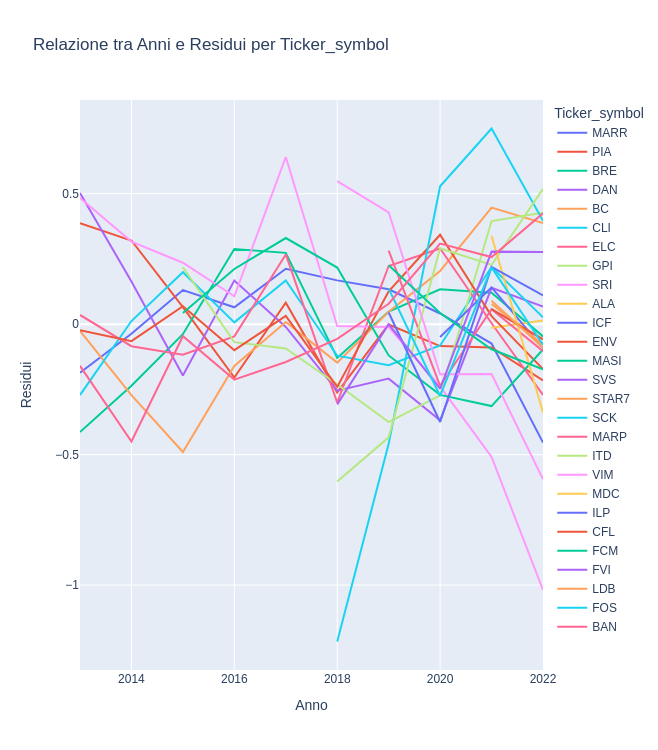 Relazione tra Anni e Residui per Ticker_symbol
Ticker_symbol
MARR
PIA
BRE
DAN
BC
CLI
ELC
GPI
SRI
ALA
ICF
ENV
MASI
SVS
STAR7
SCK
MARP
ITD
VIM
MDC
ILP
CFL
FCM
FVI
LDB
FOS
BAN
0.5
0
−0.5
−1
Residui
2014
2016
2018
2020
2022
Anno